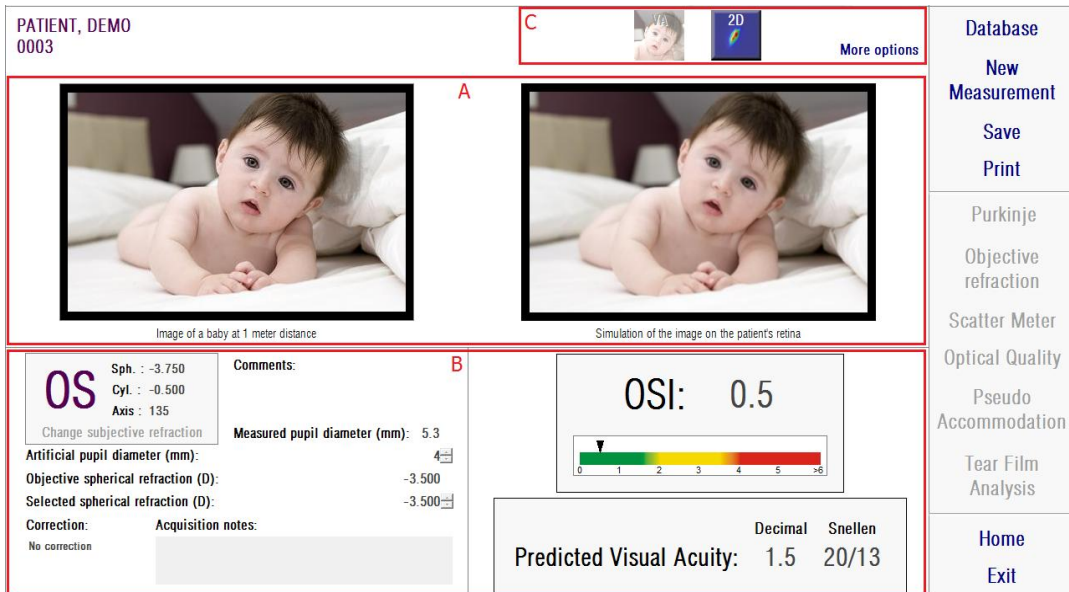 PATIENT, DEMO
0003
C
2D
More options
A
Image of a baby at 1 meter distance
Simulation of the image on the patient's retina
B
OS
Sph. : -3.750
Cyl. : -0.500
Axis : 135
Change subjective refraction
Comments:
Measured pupil diameter (mm): 5.3
Artificial pupil diameter (mm): 4
Objective spherical refraction (D): -3.500
Selected spherical refraction (D): -3.500
Correction: Acquisition notes:
No correction
OSI: 0.5
0 1 2 3 4 5 >6
Decimal Snellen
Predicted Visual Acuity: 1.5 20/13
Database
New
Measurement
Save
Print
Purkinje
Objective
refraction
Scatter Meter
Optical Quality
Pseudo
Accommodation
Tear Film
Analysis
Home
Exit